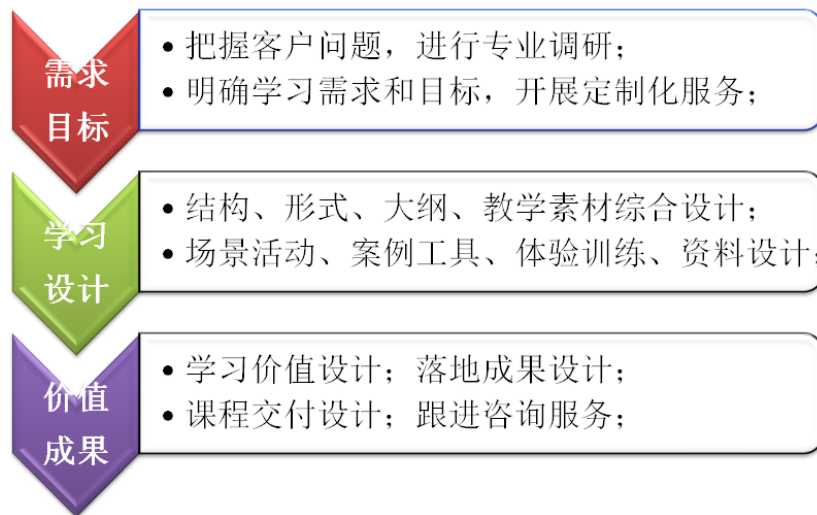 需求
目标
• 把握客户问题，进行专业调研；
• 明确学习需求和目标，开展定制化服务；
学习
设计
• 结构、形式、大纲、教学素材综合设计；
• 场景活动、案例工具、体验训练、资料设计；
价值
成果
• 学习价值设计；落地成果设计；
• 课程交付设计；跟进咨询服务；